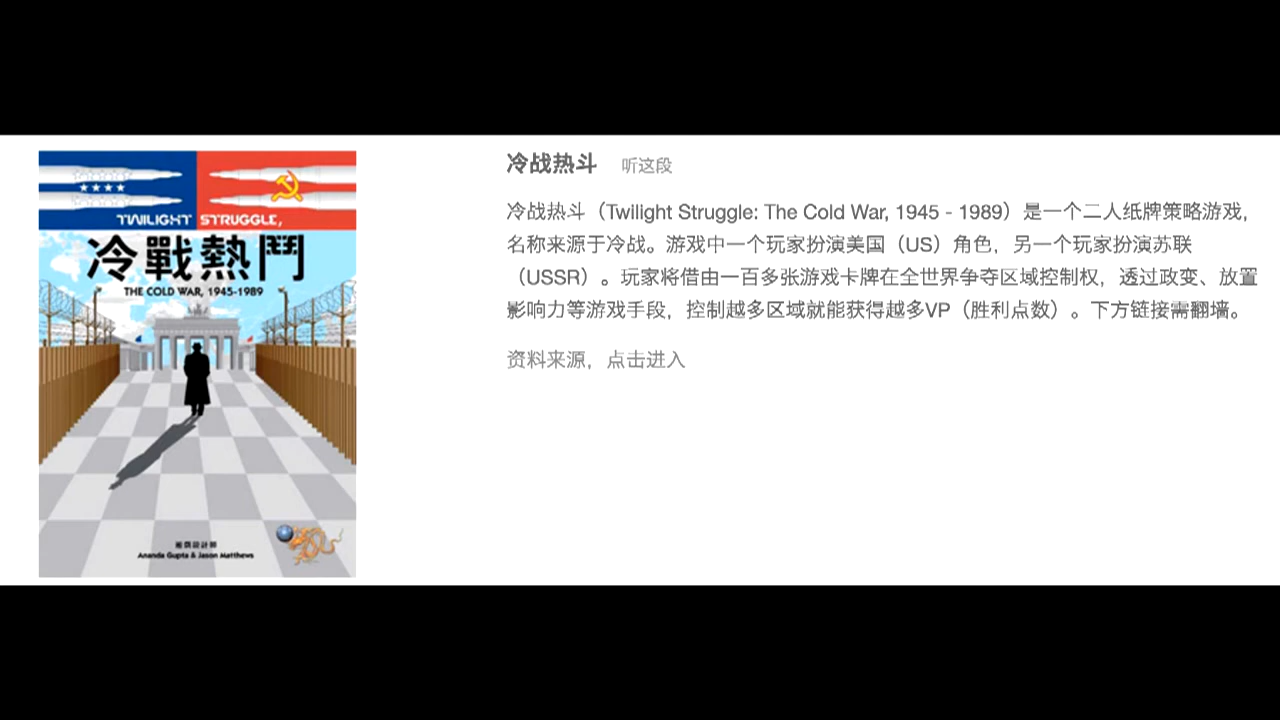 TWILIGHT STRUGGLE,
冷戰熱鬥
THE COLD WAR, 1945-1989
遊戲設計師
Ananda Gupta & Jason Matthews
冷战热斗 听这段
冷战热斗（Twilight Struggle: The Cold War, 1945 - 1989）是一个二人纸牌策略游戏，
名称来源于冷战。游戏中一个玩家扮演美国（US）角色，另一个玩家扮演苏联
（USSR）。玩家将借由一百多张游戏卡牌在全世界争夺区域控制权，透过政变、放置
影响力等游戏手段，控制越多区域就能获得越多VP（胜利点数）。下方链接需翻墙。
资料来源，点击进入